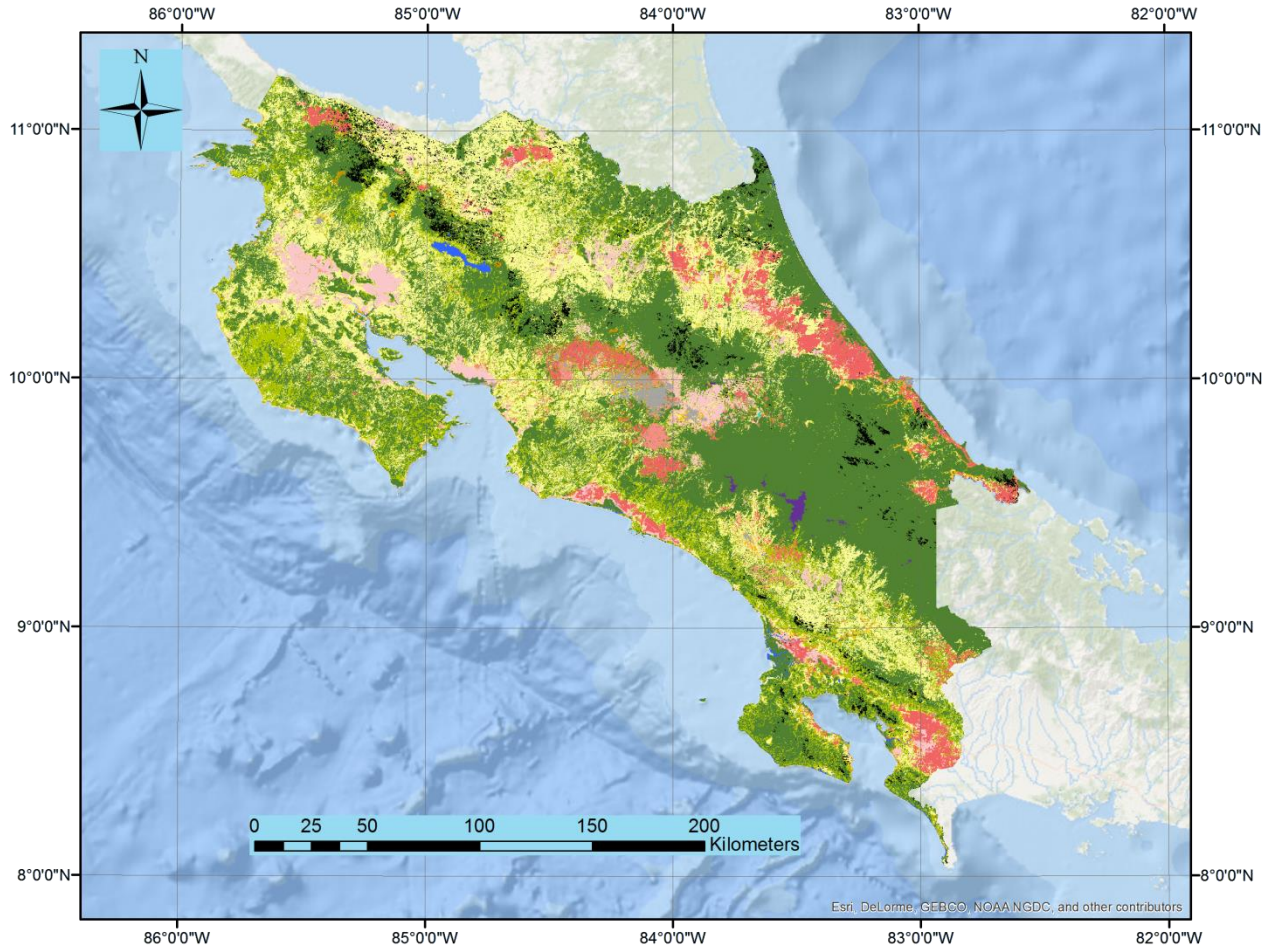 86°0'0"W 85°0'0"W 84°0'0"W 83°0'0"W 82°0'0"W
N
11°0'0"N 11°0'0"N
10°0'0"N 10°0'0"N
9°0'0"N 9°0'0"N
0 25 50 100 150 200
Kilometers
8°0'0"N 8°0'0"N
Esri, DeLorme, GEBCO, NOAA NGDC, and other contributors
86°0'0"W 85°0'0"W 84°0'0"W 83°0'0"W 82°0'0"W